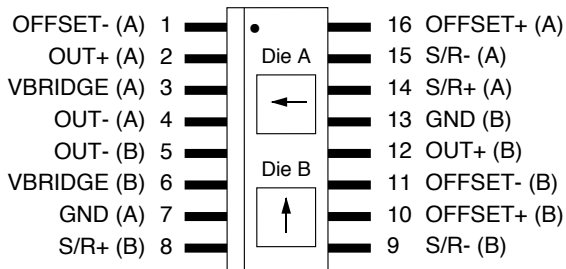 OFFSET- (A) 1
OUT+ (A) 2
VBRIDGE (A) 3
OUT- (A) 4
OUT- (B) 5
VBRIDGE (B) 6
GND (A) 7
S/R+ (B) 8
Die A
Die B
16 OFFSET+ (A)
15 S/R- (A)
14 S/R+ (A)
13 GND (B)
12 OUT+ (B)
11 OFFSET- (B)
10 OFFSET+ (B)
9 S/R- (B)